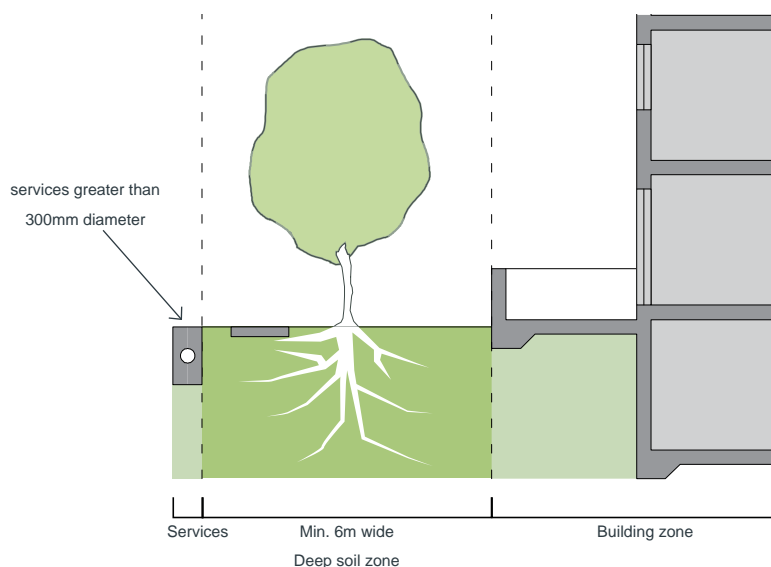 services greater than
300mm diameter
Services
Min. 6m wide
Deep soil zone
Building zone